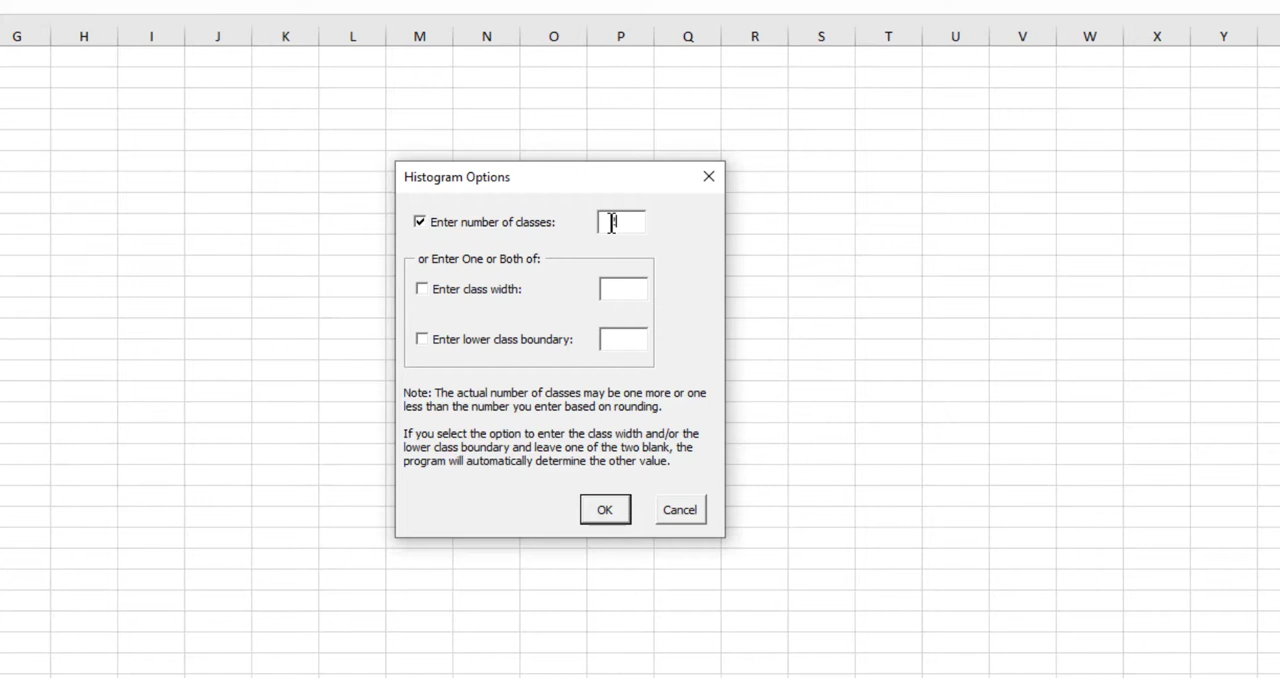 G H I J K L M N O P Q R S T U V W X Y
Histogram Options
Enter number of classes:
or Enter One or Both of:
Enter class width:
Enter lower class boundary:
Note: The actual number of classes may be one more or one
less than the number you enter based on rounding.
If you select the option to enter the class width and/or the
lower class boundary and leave one of the two blank, the
program will automatically determine the other value.
OK Cancel